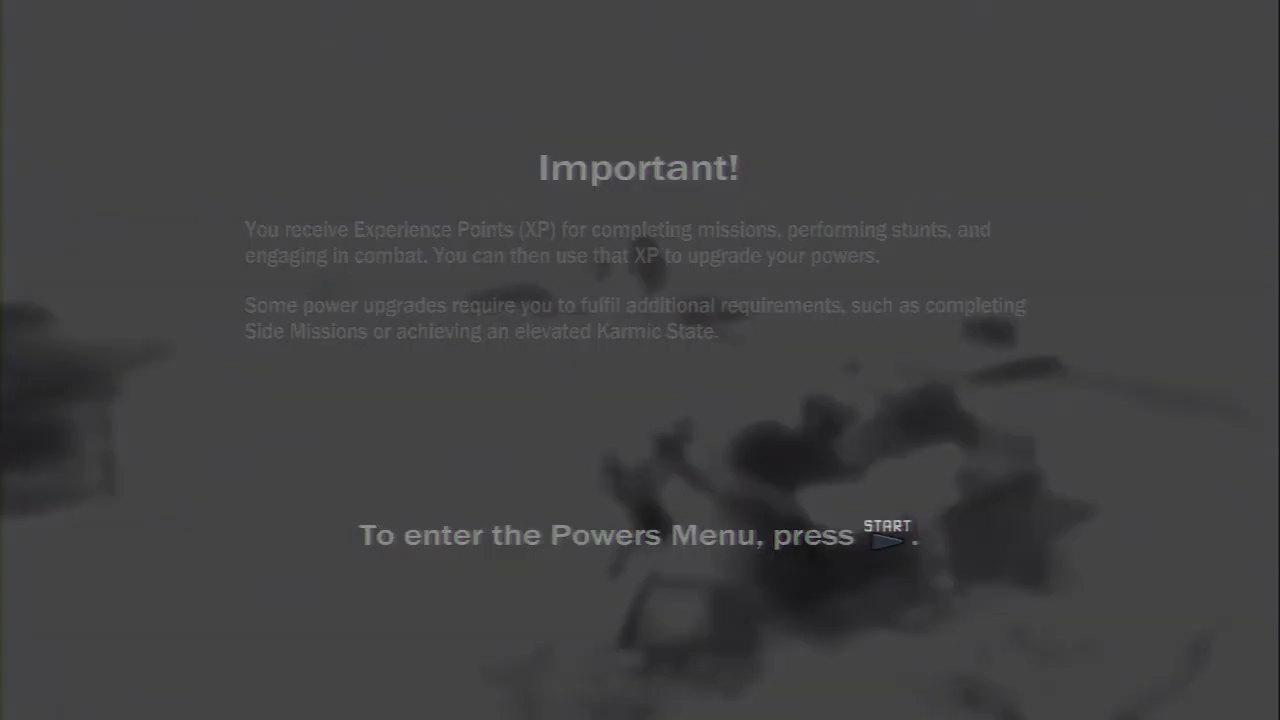 Important!
You receive Experience Points (XP) for completing missions, performing stunts, and
engaging in combat. You can then use that XP to upgrade your powers.
Some power upgrades require you to fulfil additional requirements, such as completing
Side Missions or achieving an elevated Karmic State.
To enter the Powers Menu, press START.